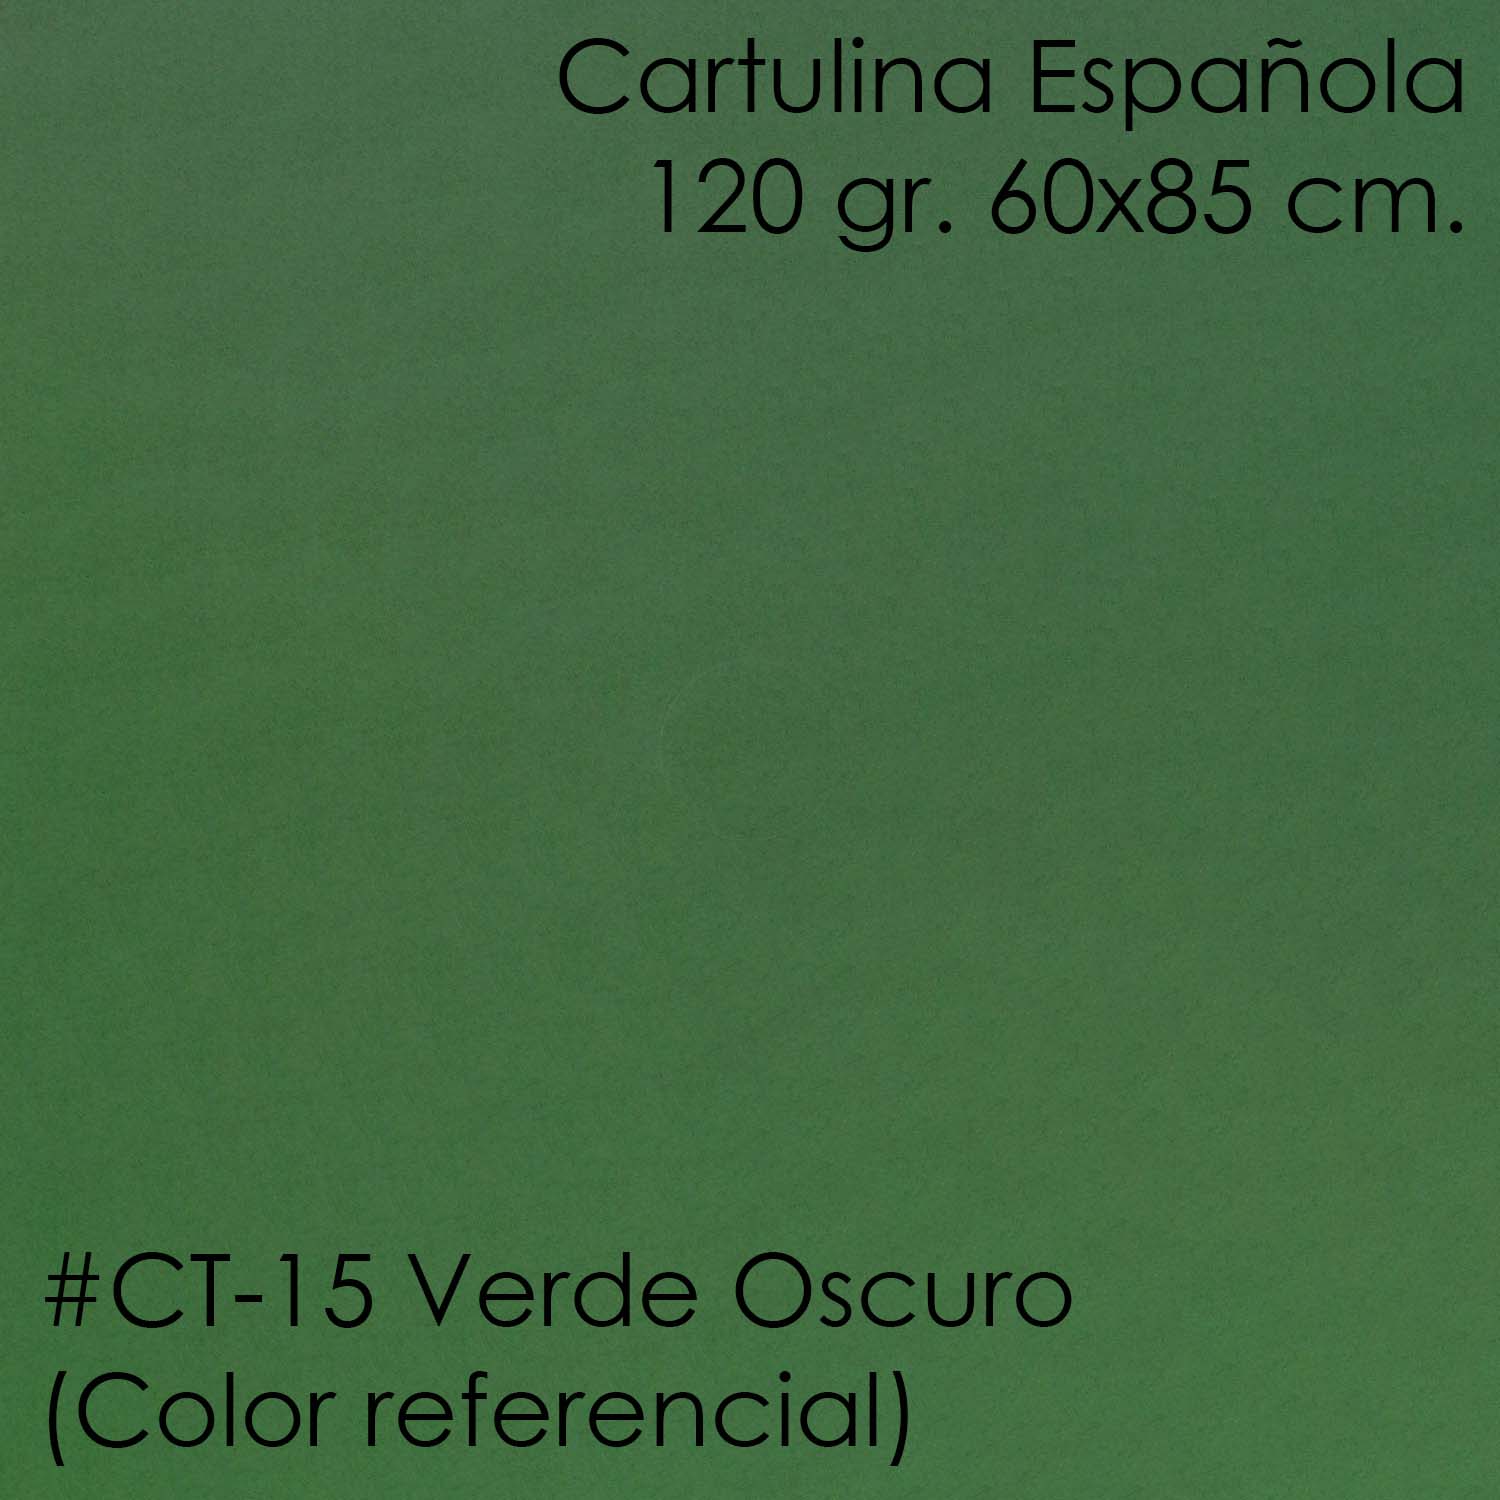 Cartulina Española
120 gr. 60x85 cm.
#CT-15 Verde Oscuro
(Color referencial)